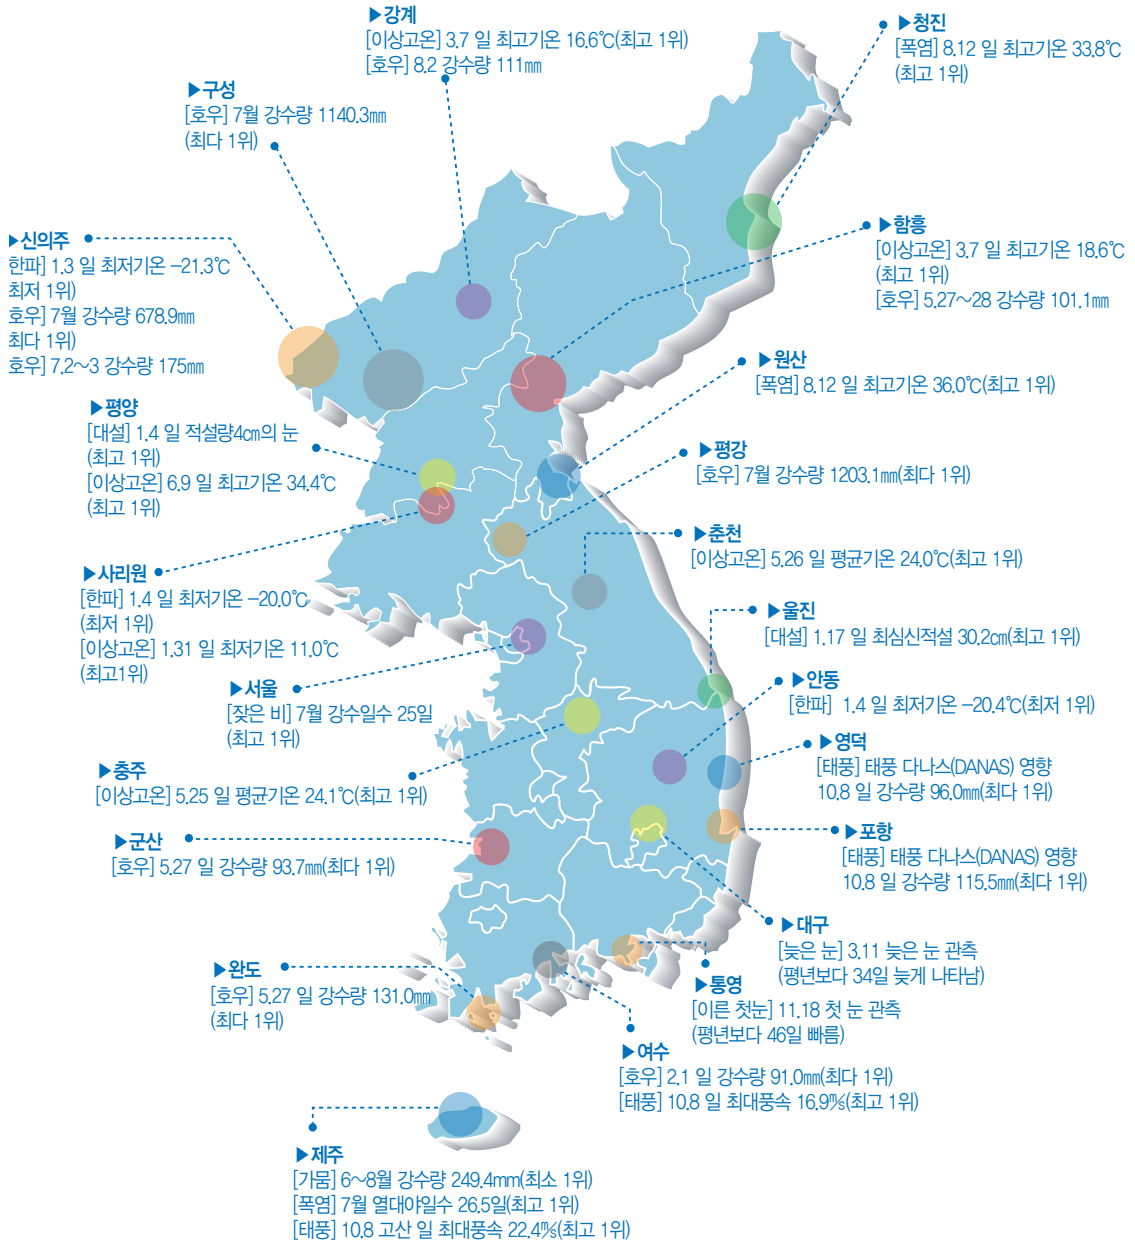 ▶강계
[이상고온] 3.7 일 최고기온 16.6℃(최고 1위)
[호우] 8.2 강수량 111㎜
▶청진
[폭염] 8.12 일 최고기온 33.8℃
(최고 1위)
▶구성
[호우] 7월 강수량 1140.3㎜
(최다 1위)
▶신의주
한파] 1.3 일 최저기온 -21.3℃
최저 1위)
호우] 7월 강수량 678.9㎜
최다 1위)
호우] 7.2~3 강수량 175㎜
▶함흥
[이상고온] 3.7 일 최고기온 18.6℃
(최고 1위)
[호우] 5.27~28 강수량 101.1㎜
▶원산
[폭염] 8.12 일 최고기온 36.0℃(최고 1위)
▶평양
[대설] 1.4 일 적설량4㎝의 눈
(최고 1위)
[이상고온] 6.9 일 최고기온 34.4℃
(최고 1위)
▶평강
[호우] 7월 강수량 1203.1㎜(최다 1위)
▶춘천
[이상고온] 5.26 일 평균기온 24.0℃(최고 1위)
▶사리원
[한파] 1.4 일 최저기온 -20.0℃
(최저 1위)
[이상고온] 1.31 일 최저기온 11.0℃
(최고1위)
▶울진
[대설] 1.17 일 최심신적설 30.2㎝(최고 1위)
▶서울
[잦은 비] 7월 강수일수 25일
(최고 1위)
▶안동
[한파] 1.4 일 최저기온 -20.4℃(최저 1위)
▶영덕
[태풍] 태풍 다나스(DANAS) 영향
10.8 일 강수량 96.0㎜(최다 1위)
▶충주
[이상고온] 5.25 일 평균기온 24.1℃(최고 1위)
▶군산
[호우] 5.27 일 강수량 93.7㎜(최다 1위)
▶포항
[태풍] 태풍 다나스(DANAS) 영향
10.8 일 강수량 115.5㎜(최다 1위)
▶대구
[늦은 눈] 3.11 늦은 눈 관측
(평년보다 34일 늦게 나타남)
▶완도
[호우] 5.27 일 강수량 131.0㎜
(최다 1위)
▶통영
[이른 첫눈] 11.18 첫 눈 관측
(평년보다 46일 빠름)
▶여수
[호우] 2.1 일 강수량 91.0㎜(최다 1위)
[태풍] 10.8 일 최대풍속 16.9㎧(최고 1위)
▶제주
[가뭄] 6~8월 강수량 249.4mm(최소 1위)
[폭염] 7월 열대야일수 26.5일(최고 1위)
[태풍] 10.8 고산 일 최대풍속 22.4㎧(최고 1위)